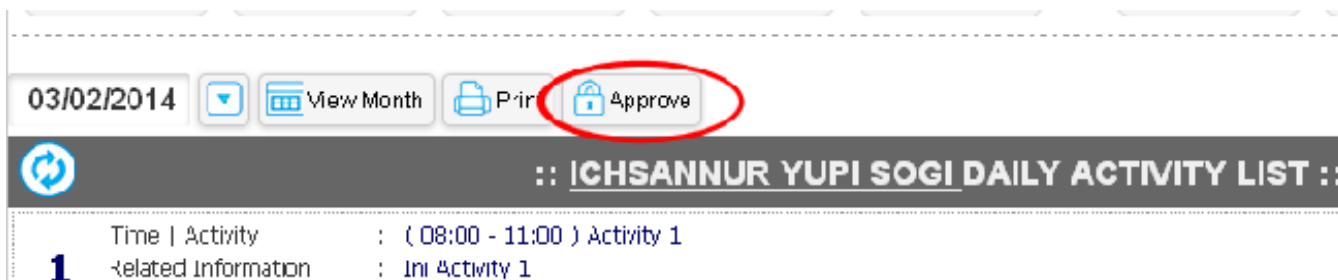 03/02/2014 View Month Print Approve
:: ICHSANNUR YUPI SOGI DAILY ACTIVITY LIST ::
Time | Activity : ( 08:00 - 11:00 ) Activity 1
1
Related Information : Ini Activity 1